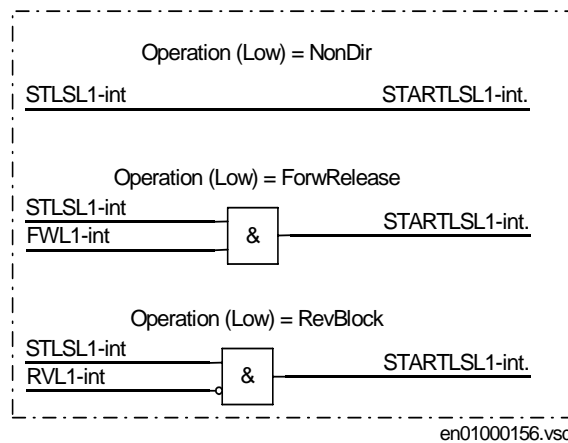 Operation (Low) = NonDir
STLSL1-int STARTLSL1-int.
Operation (Low) = ForwRelease
STLSL1-int
FWL1-int & STARTLSL1-int.
Operation (Low) = RevBlock
STLSL1-int
RVL1-int & STARTLSL1-int.
en01000156.vsd